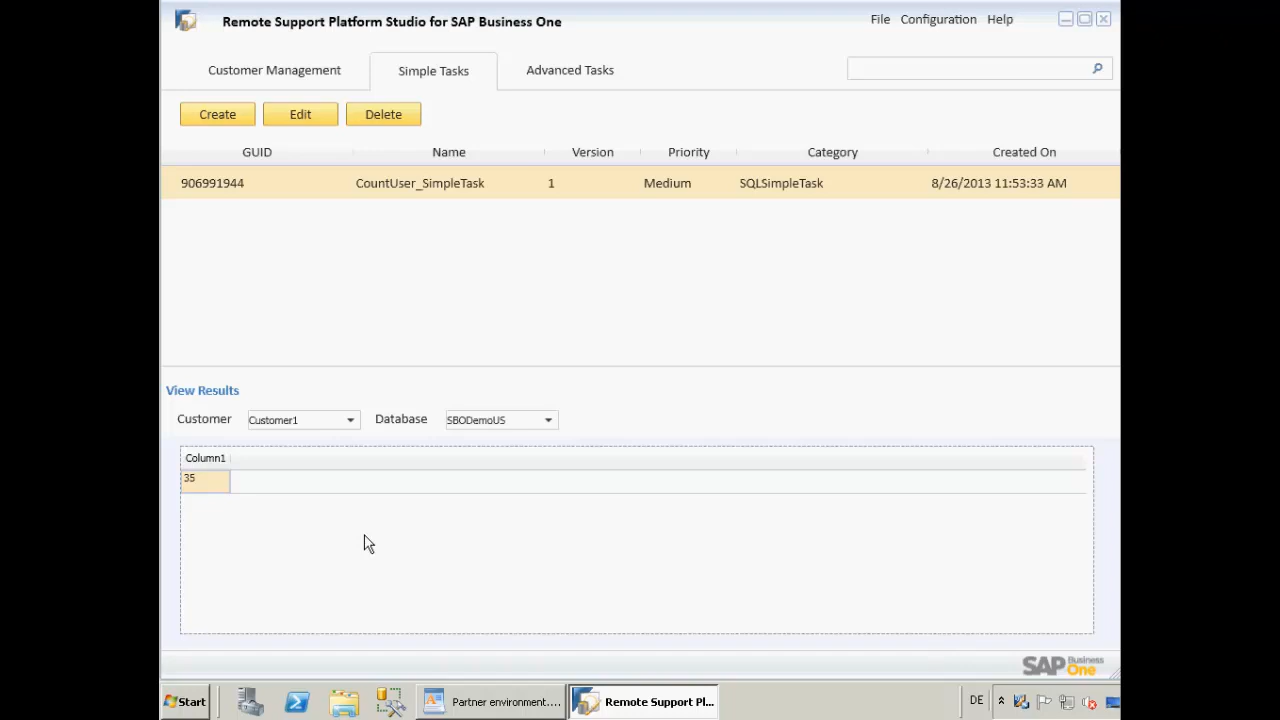 Remote Support Platform Studio for SAP Business One
File Configuration Help
Customer Management Simple Tasks Advanced Tasks
Create Edit Delete
GUID Name Version Priority Category Created On
906991944 CountUser_SimpleTask 1 Medium SQLSimpleTask 8/26/2013 11:53:33 AM
View Results
Customer Customer1 Database SBODemoUS
Column1
35
SAP Business One
Start Partner environment.... Remote Support Pl... DE